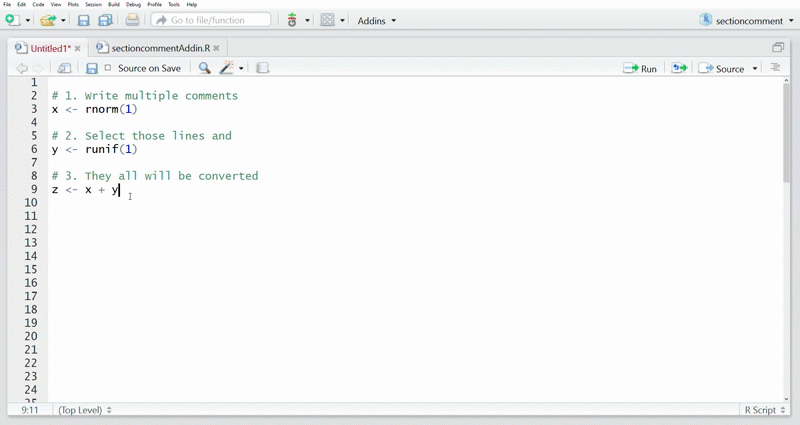 File Edit Code View Plots Session Build Debug Profile Tools Help
Go to file/function Addins sectioncomment
Untitled1* sectioncommentAddin.R
Source on Save Run Source
1
2 # 1. Write multiple comments
3 x <- rnorm(1)
4
5 # 2. Select those lines and
6 y <- runif(1)
7
8 # 3. They all will be converted
9 z <- x + y
10
11
12
13
14
15
16
17
18
19
20
21
22
23
24
25
9:11 (Top Level) R Script